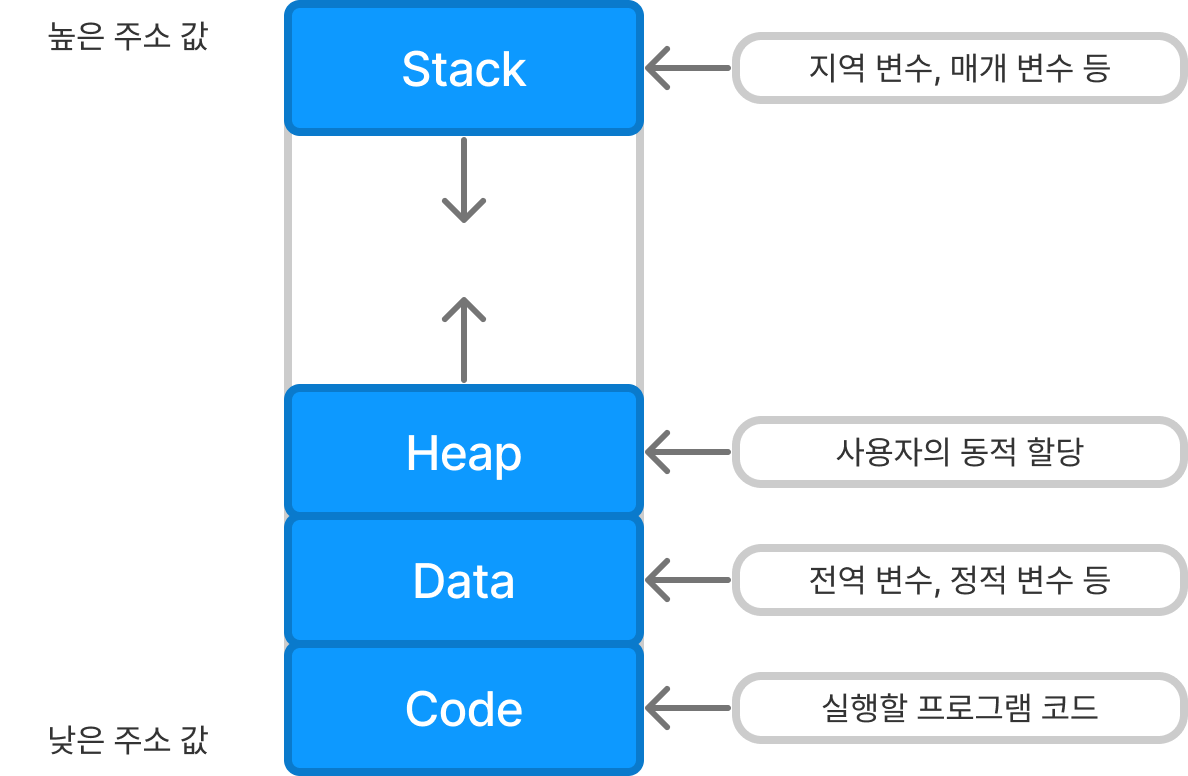 높은 주소 값
Stack
지역 변수, 매개 변수 등
Heap
사용자의 동적 할당
Data
전역 변수, 정적 변수 등
Code
실행할 프로그램 코드
낮은 주소 값